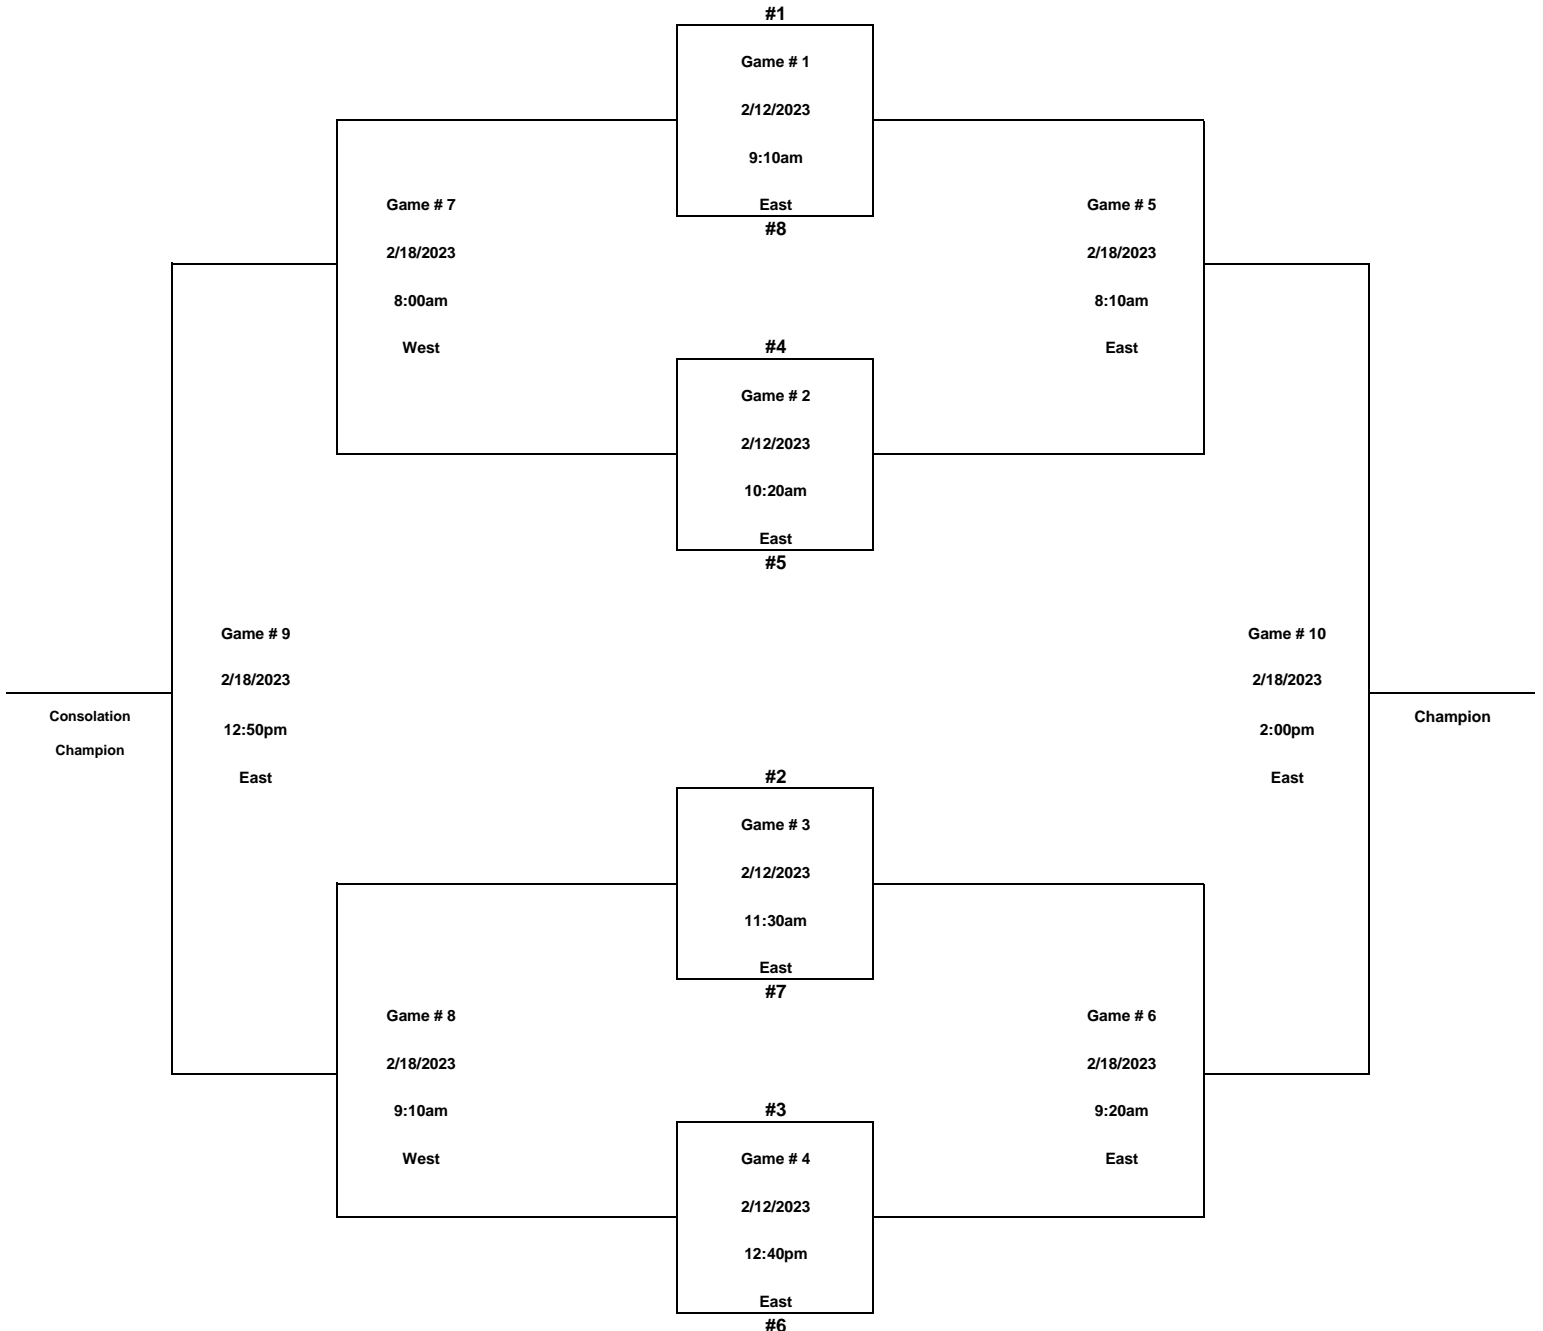 #1
Game # 1
2/12/2023
9:10am
East
#8
Game # 7
2/18/2023
8:00am
West
Game # 5
2/18/2023
8:10am
East
#4
Game # 2
2/12/2023
10:20am
East
#5
Game # 9
2/18/2023
12:50pm
East
Consolation
Champion
Game # 10
2/18/2023
2:00pm
East
Champion
#2
Game # 3
2/12/2023
11:30am
East
#7
Game # 8
2/18/2023
9:10am
West
Game # 6
2/18/2023
9:20am
East
#3
Game # 4
2/12/2023
12:40pm
East
#6